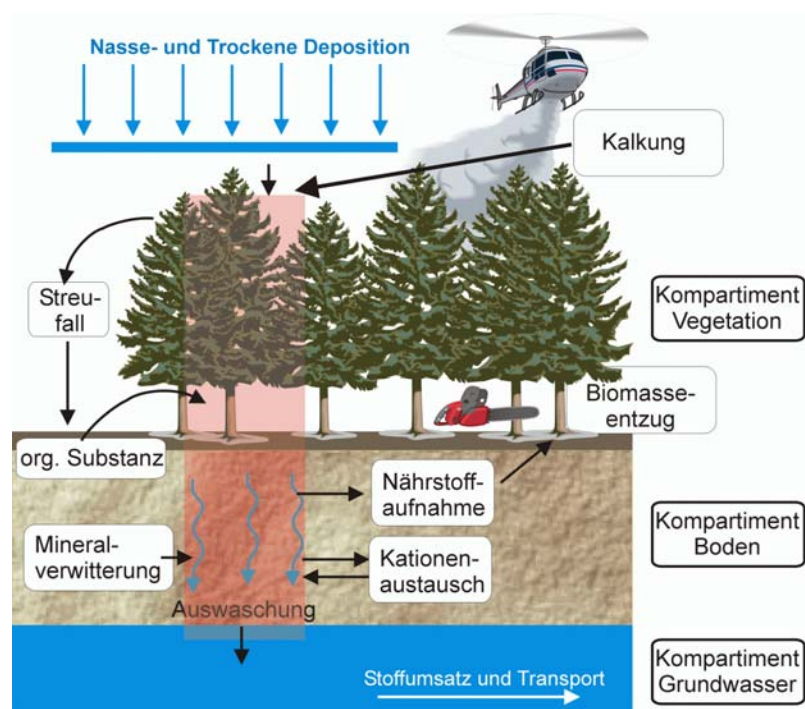 Nasse- und Trockene Deposition
Kalkung
Streu-
fall
Kompartiment
Vegetation
Biomasse-
entzug
org. Substanz
Nährstoff-
aufnahme
Mineral-
verwitterung
Kationen-
austausch
Kompartiment
Boden
Auswaschung
Kompartiment
Grundwasser
Stoffumsatz und Transport